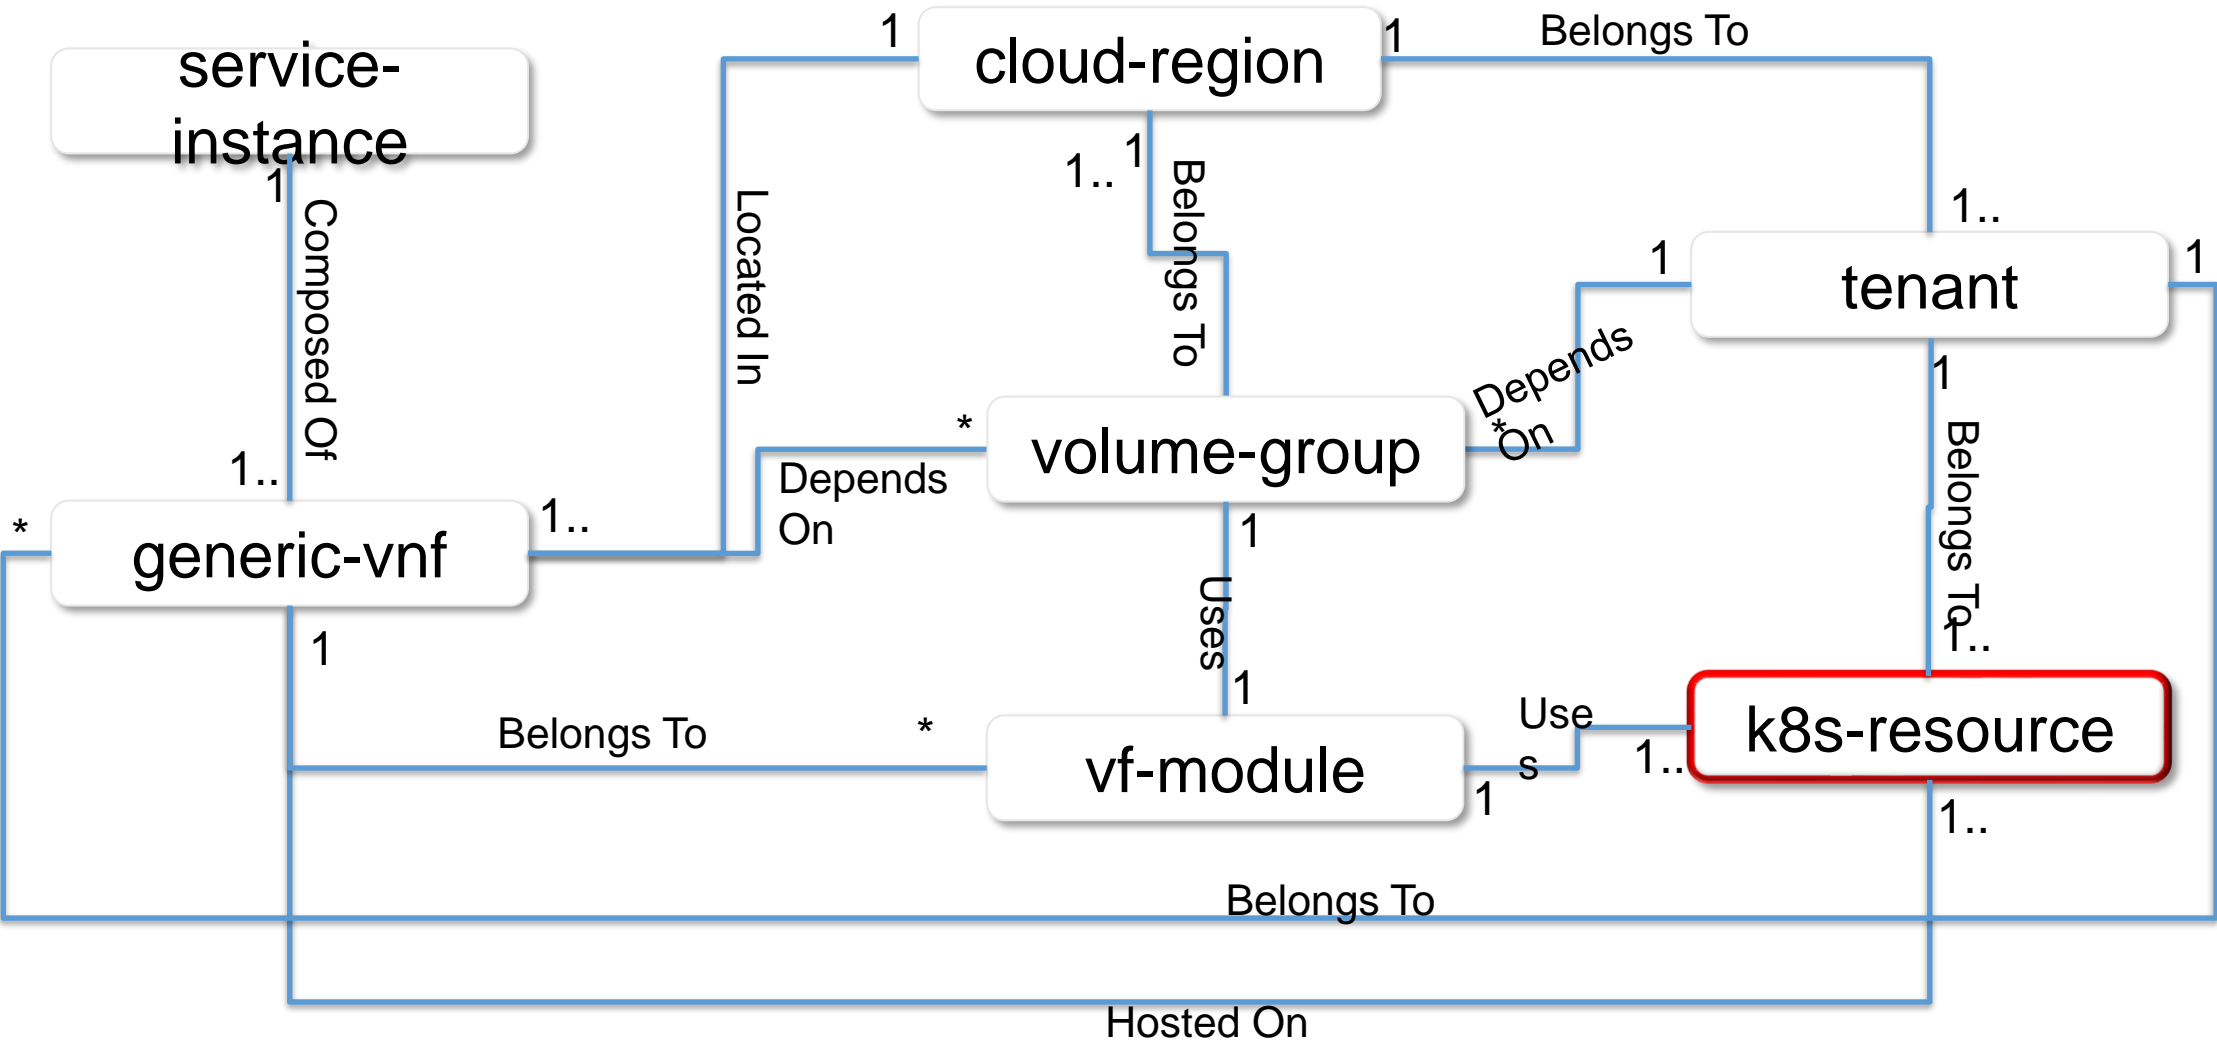 1
cloud-region
1
Belongs To
service-
instance
1
1..
1
Belongs To
Located In
Composed Of
1..
1
tenant
1
Depends
On
*
1
Belongs To
1..
*
volume-group
Depends
On
1..
*
generic-vnf
1
Uses
1
1
Belongs To
*
vf-module
1
Use
s
1..
1..
k8s-resource
1..
Belongs To
Hosted On